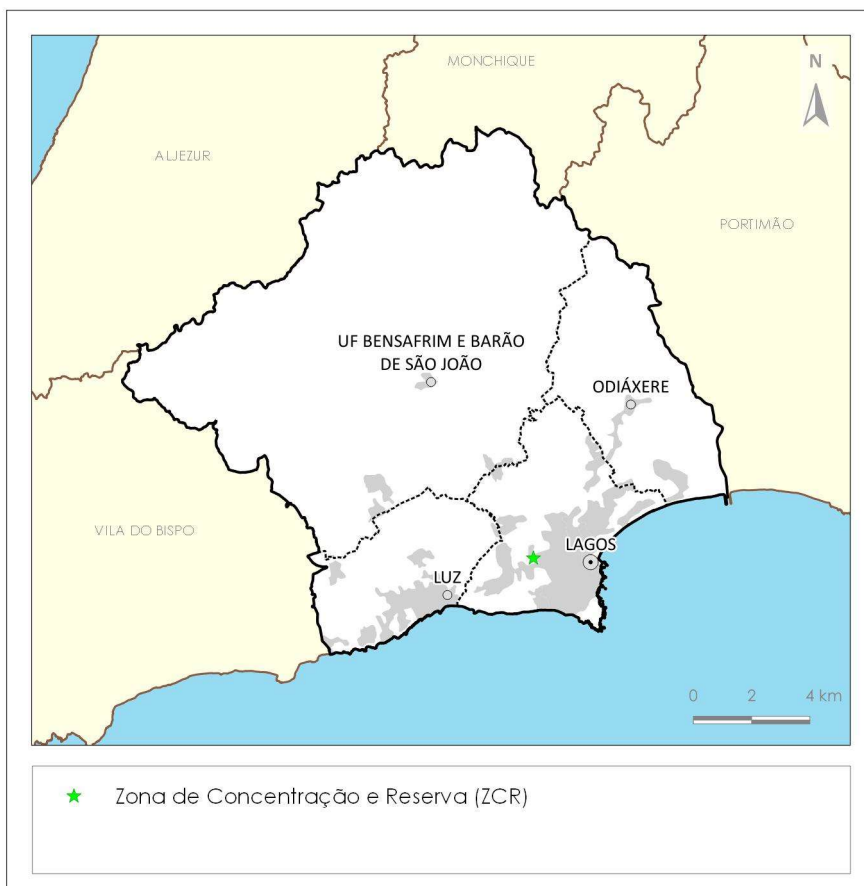 MONCHIQUE
N
ALJEZUR
PORTIMÃO
UF BENSAFRIM E BARÃO
DE SÃO JOÃO
ODIÁXERE
VILA DO BISPO
LAGOS
LUZ
0 2 4 km
Zona de Concentração e Reserva (ZCR)